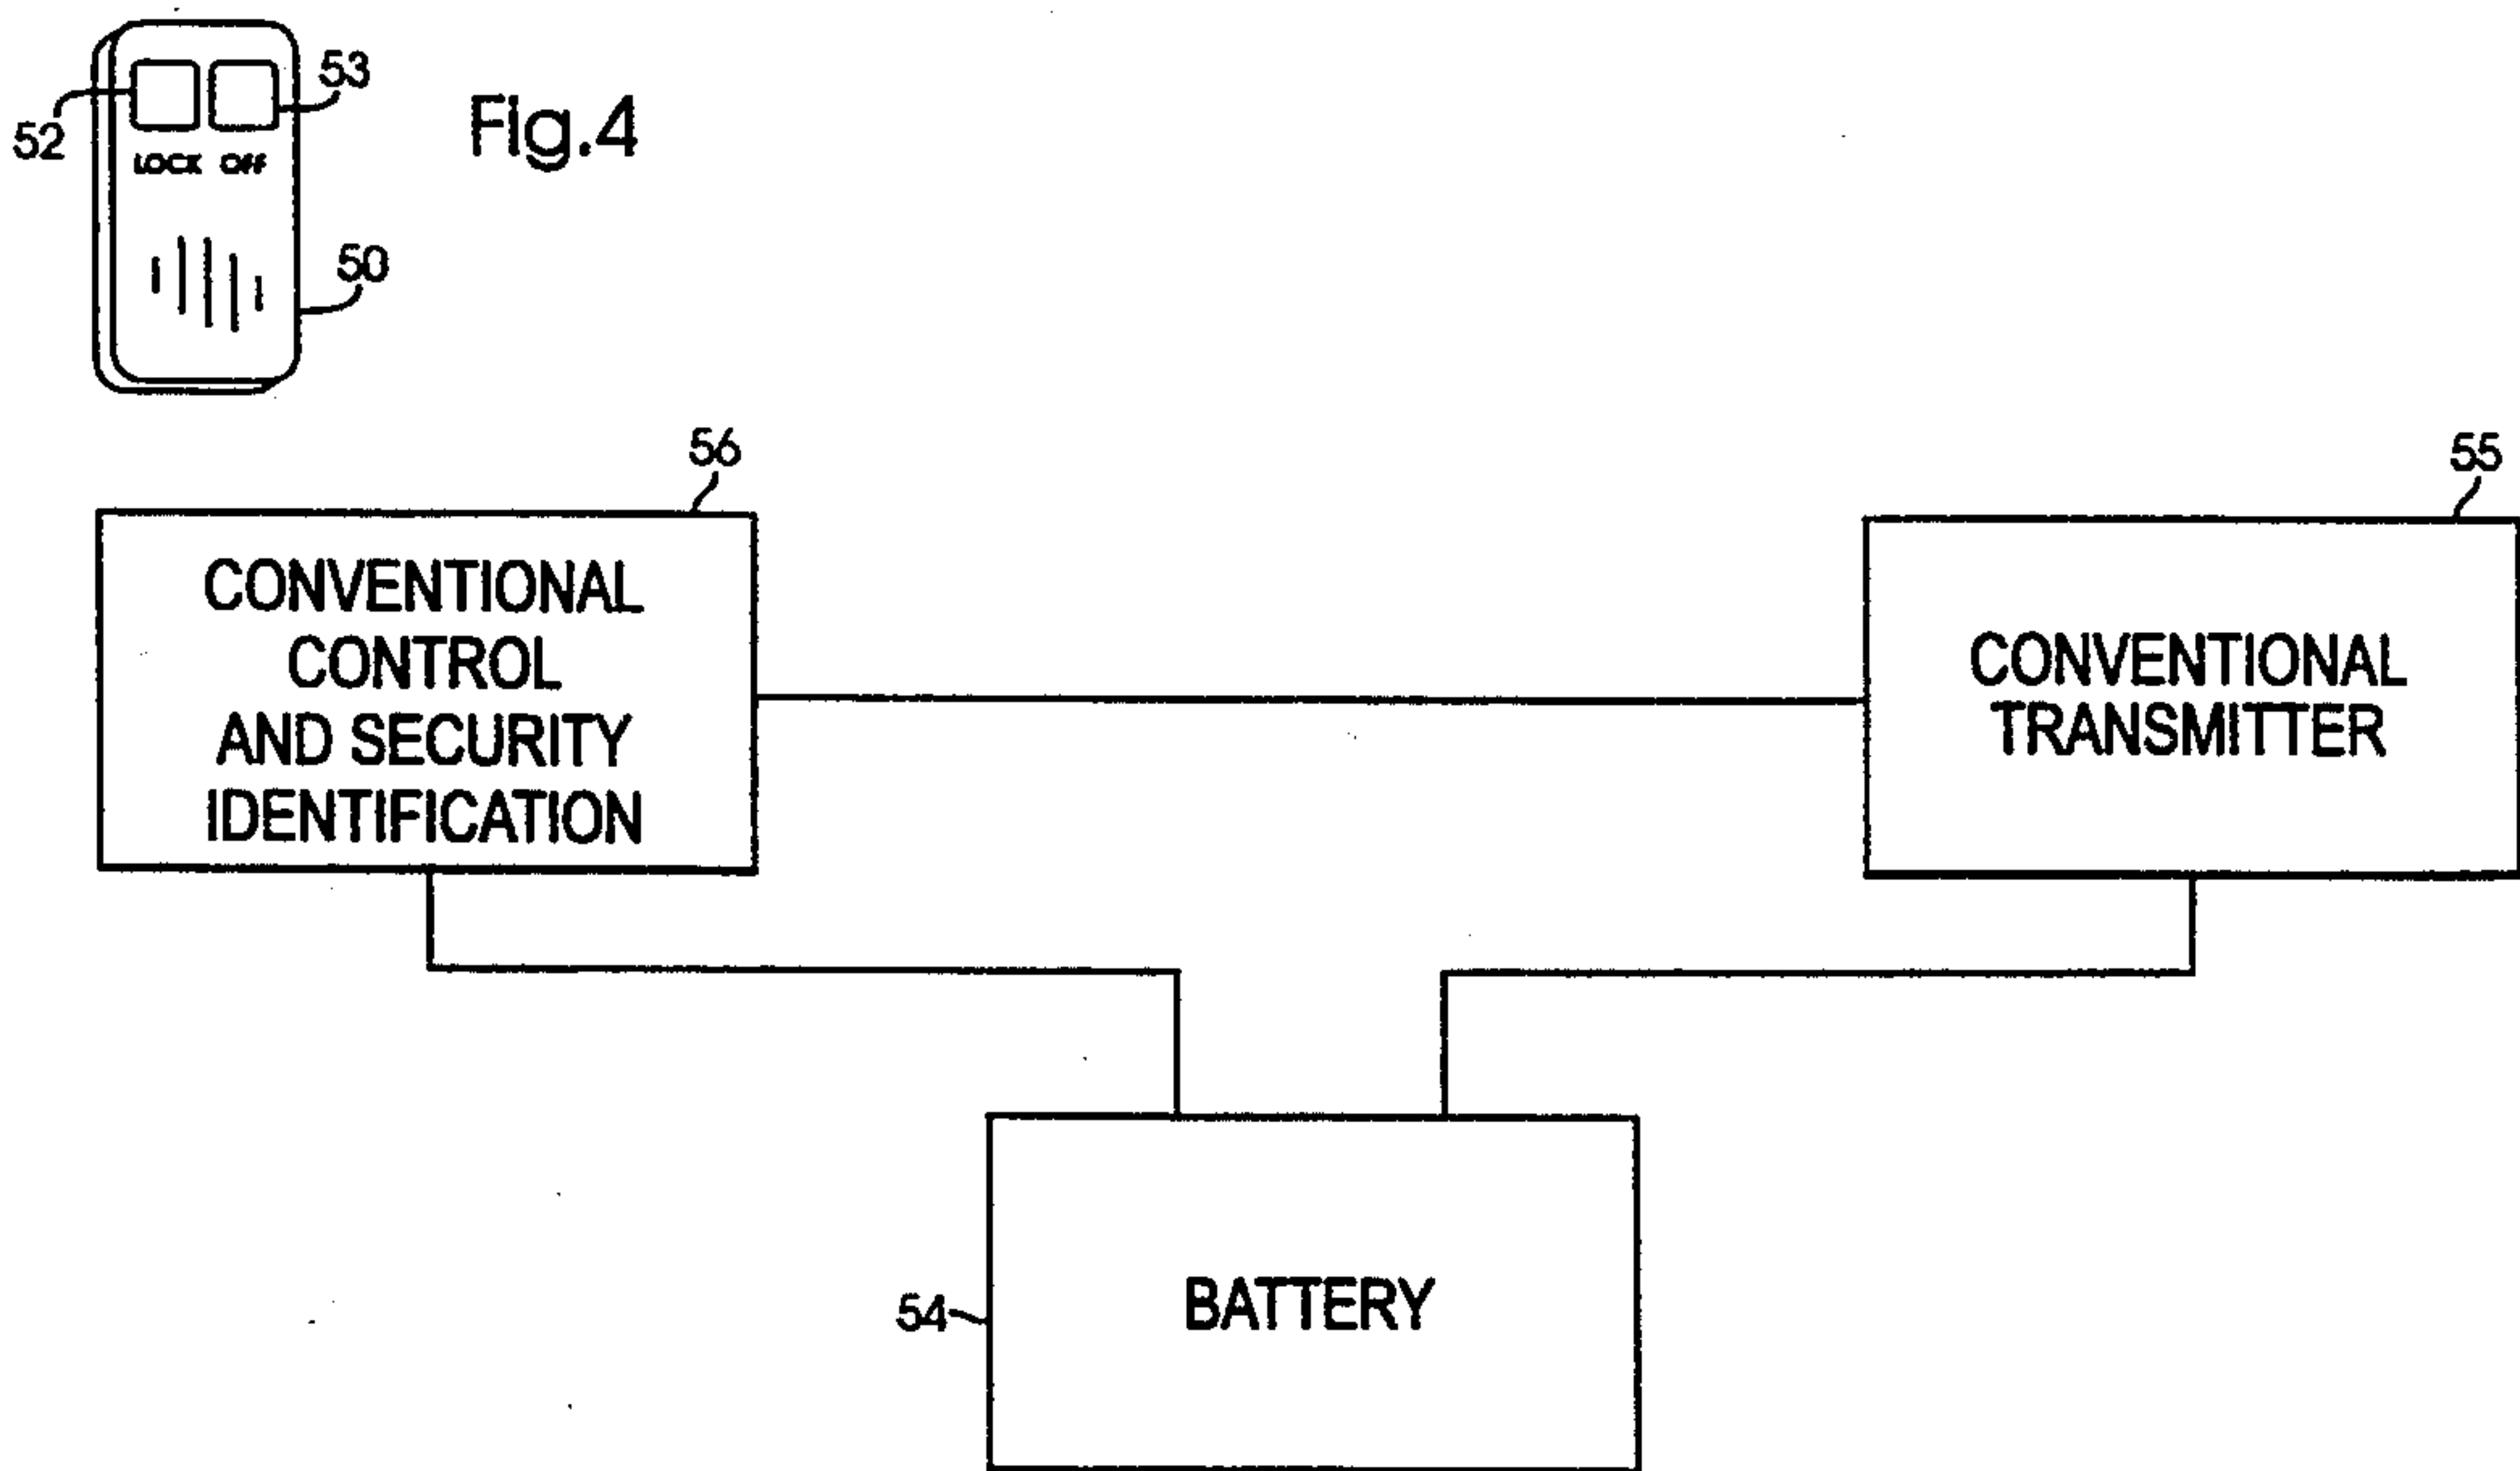 53
52
Fig.4
LOCK OFF
50
56
55
CONVENTIONAL
CONTROL
AND SECURITY
IDENTIFICATION
CONVENTIONAL
TRANSMITTER
54
BATTERY